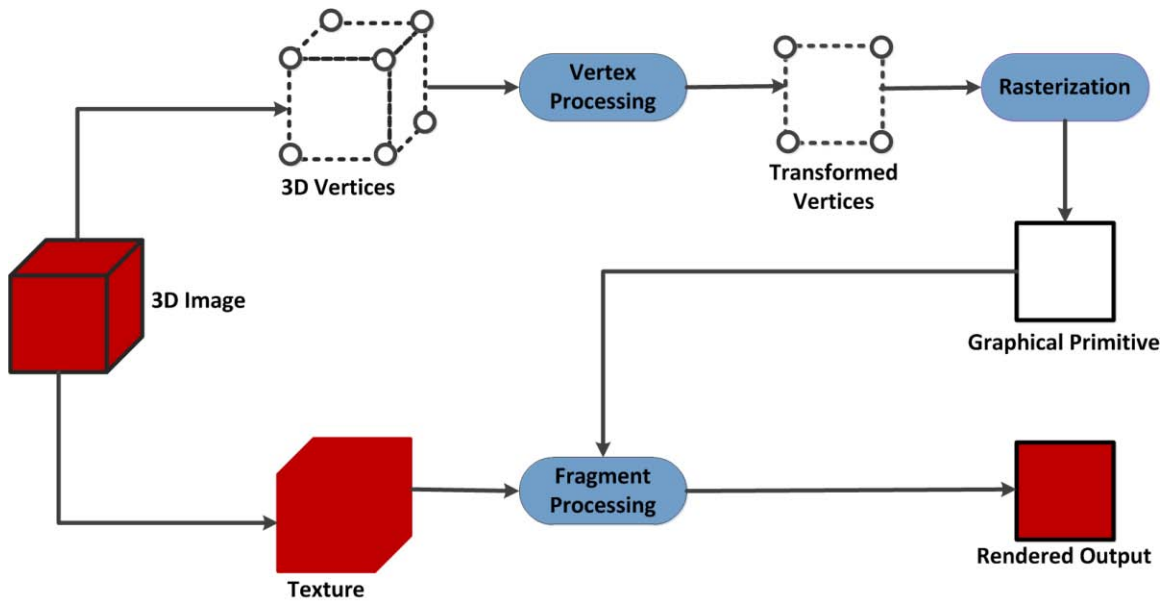 Vertex
Processing
Rasterization
3D Vertices
Transformed
Vertices
3D Image
Graphical Primitive
Fragment
Processing
Texture
Rendered Output